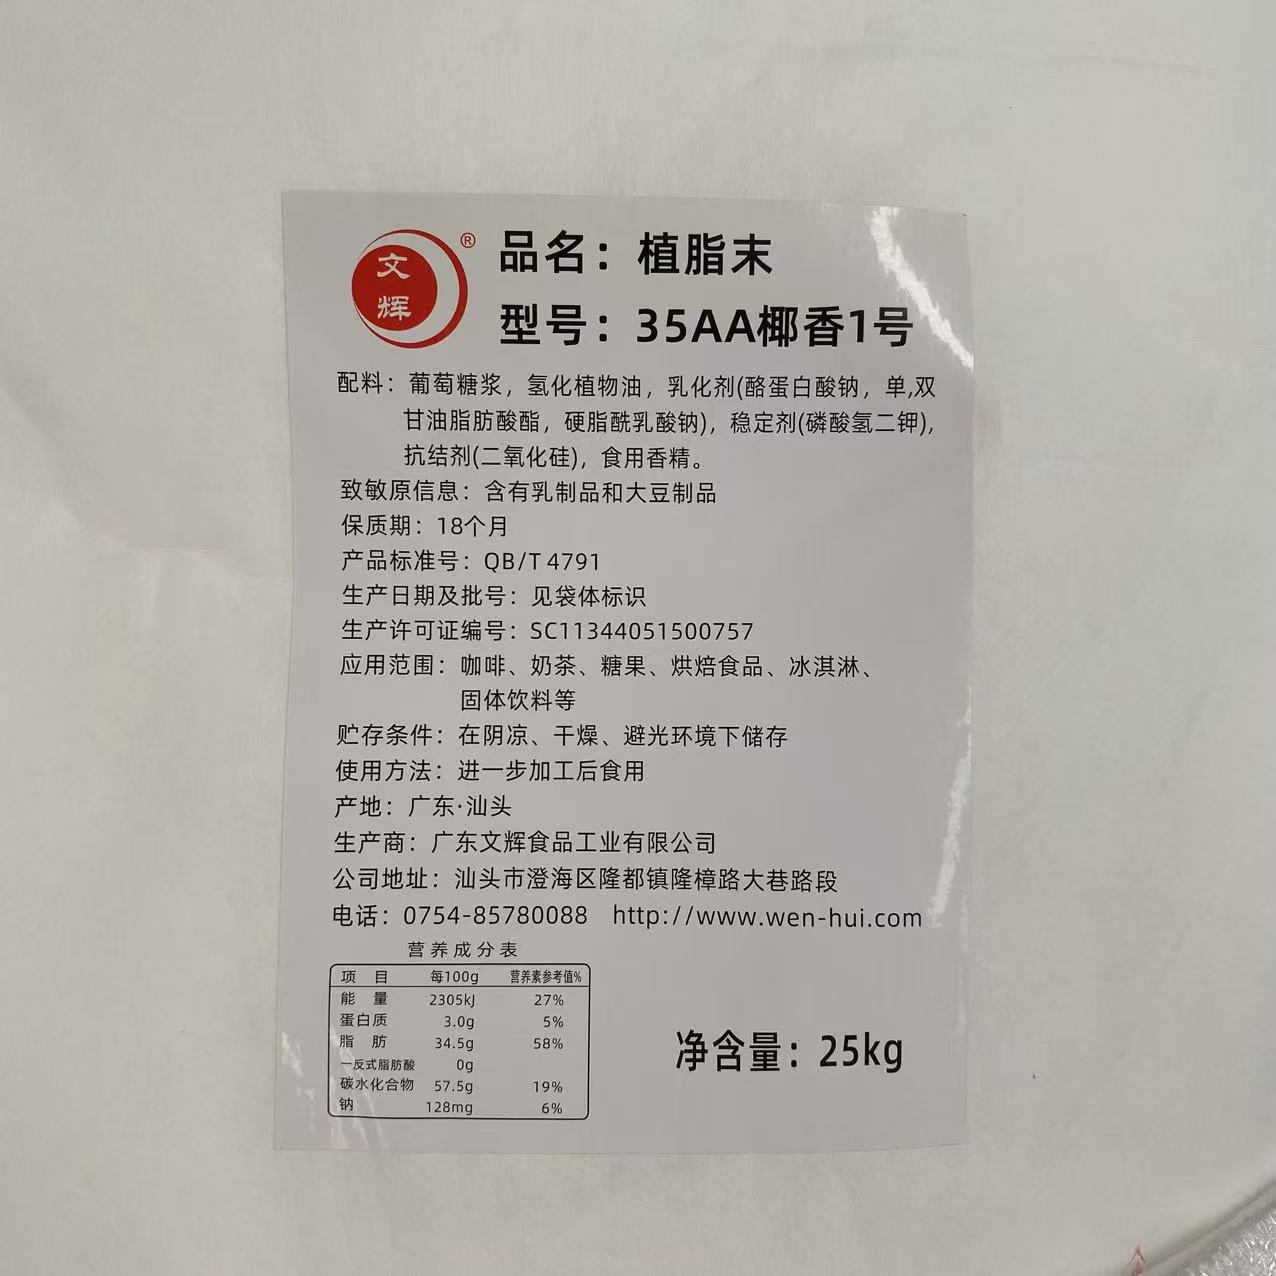 文
辉
®
品名：植脂末
型号：35AA椰香1号
配料：葡萄糖浆，氢化植物油，乳化剂(酪蛋白酸钠，单,双
甘油脂肪酸酯，硬脂酰乳酸钠)，稳定剂(磷酸氢二钾),
抗结剂(二氧化硅)，食用香精。
致敏原信息：含有乳制品和大豆制品
保质期：18个月
产品标准号：QB/T 4791
生产日期及批号：见袋体标识
生产许可证编号：SC11344051500757
应用范围：咖啡、奶茶、糖果、烘焙食品、冰淇淋、
固体饮料等
贮存条件：在阴凉、干燥、避光环境下储存
使用方法：进一步加工后食用
产地：广东·汕头
生产商：广东文辉食品工业有限公司
公司地址：汕头市澄海区隆都镇隆樟路大巷路段
电话：0754-85780088 http://www.wen-hui.com
营养成分表
项 目 每100g 营养素参考值%
能 量 2305kJ 27%
蛋白质 3.0g 5%
脂 肪 34.5g 58%
—反式脂肪酸 0g
碳水化合物 57.5g 19%
钠 128mg 6%
净含量：25kg